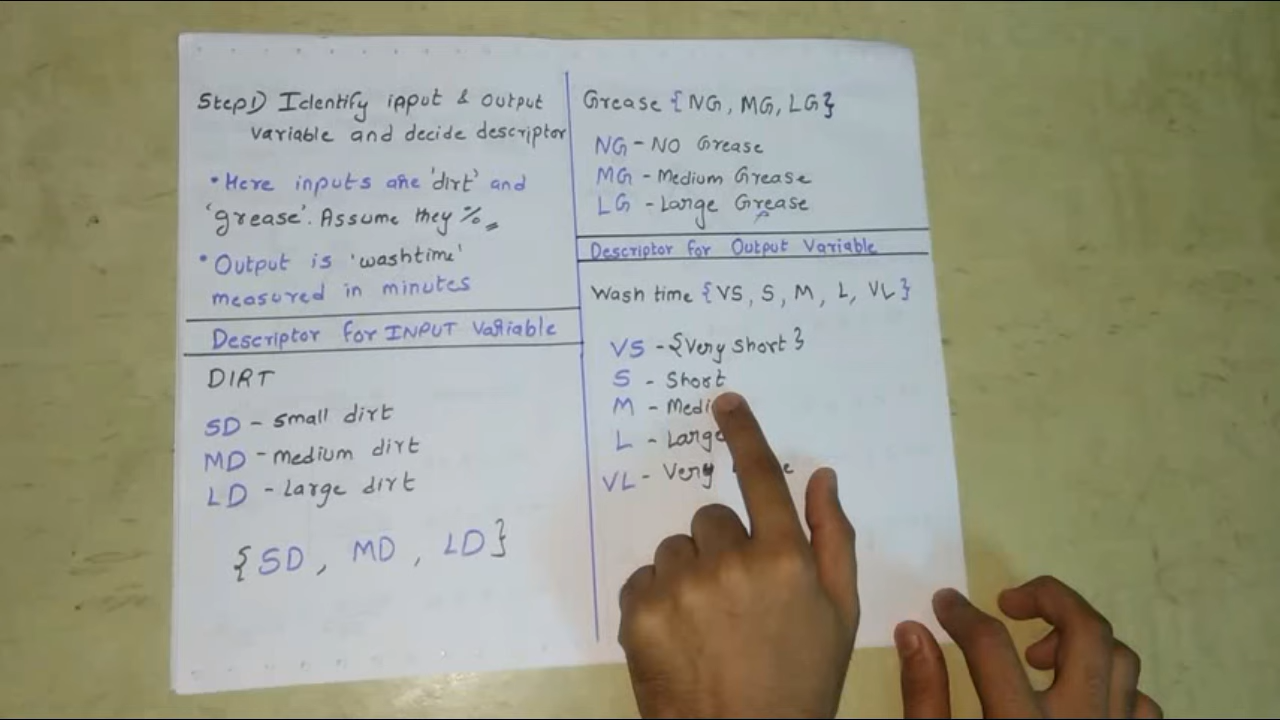 Step1) Identify input & output
variable and decide descriptor
• Here inputs are 'dirt' and
'grease'. Assume they %
• Output is 'washtime'
measured in minutes
Descriptor for INPUT Variable
DIRT
SD - small dirt
MD - medium dirt
LD - Large dirt
{SD, MD, LD}
Grease {NG, MG, LG}
NG - NO Grease
MG - Medium Grease
LG - Large Grease
Descriptor for Output Variable
Wash time {VS, S, M, L, VL}
VS - {Very short}
S - Short
M -
L - Large
VL - Very